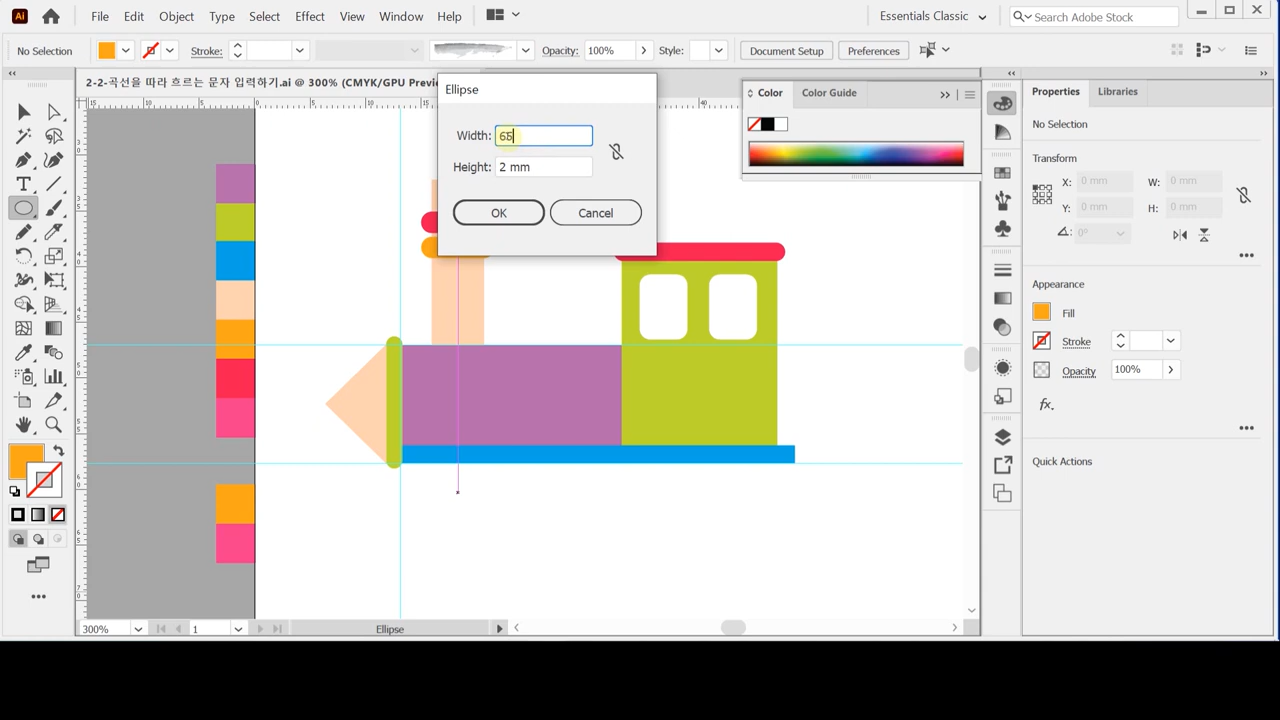 Ai File Edit Object Type Select Effect View Window Help Essentials Classic Search Adobe Stock
No Selection Stroke: Opacity: 100% Style: Document Setup Preferences
2-2-곡선을 따라 흐르는 문자 입력하기.ai @ 300% (CMYK/GPU Previe
Ellipse
Color Color Guide
Properties Libraries
No Selection
Width: 65
Height: 2 mm
OK Cancel
Transform
X: 0 mm W: 0 mm
Y: 0 mm H: 0 mm
0°
Appearance
Fill
Stroke
Opacity 100%
fx
Quick Actions
300% 1 Ellipse